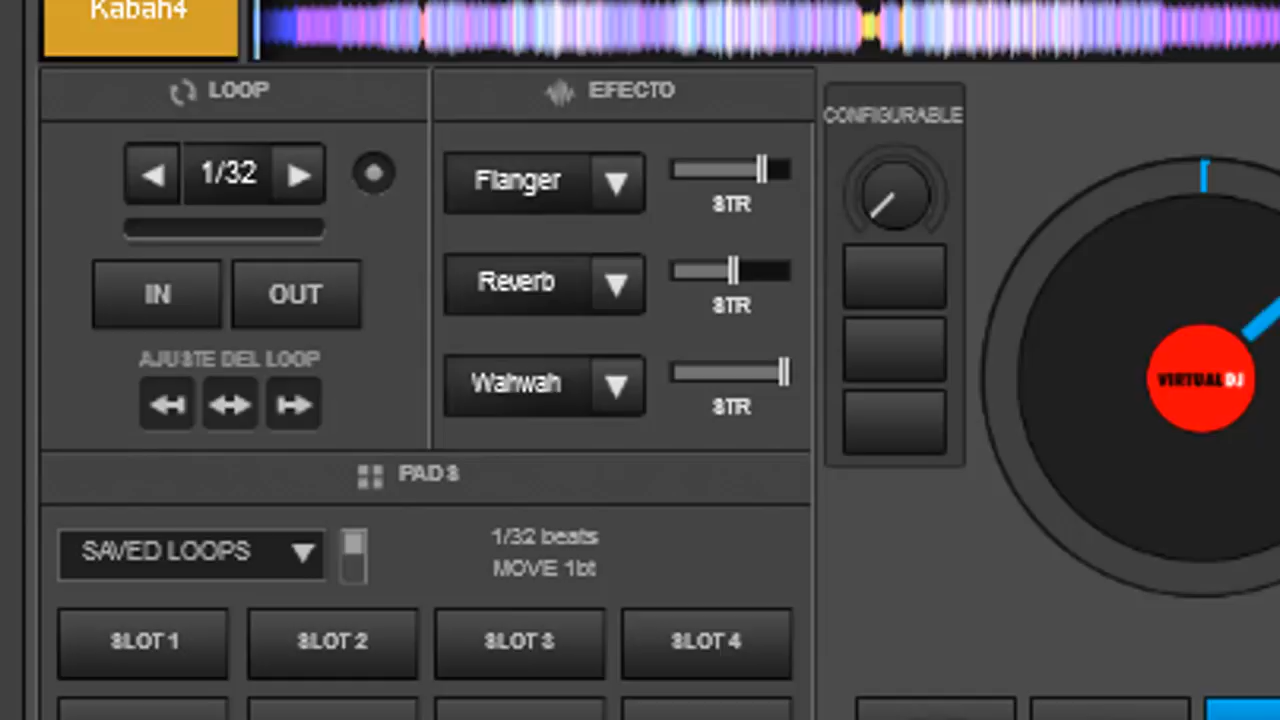 Kabah4
LOOP
EFECTO
CONFIGURABLE
1/32
Flanger
STR
IN
OUT
Reverb
STR
AJUSTE DEL LOOP
Wahwah
STR
VIRTUALDJ
PADS
SAVED LOOPS
1/32 beats
MOVE 1bt
SLOT 1
SLOT 2
SLOT 3
SLOT 4